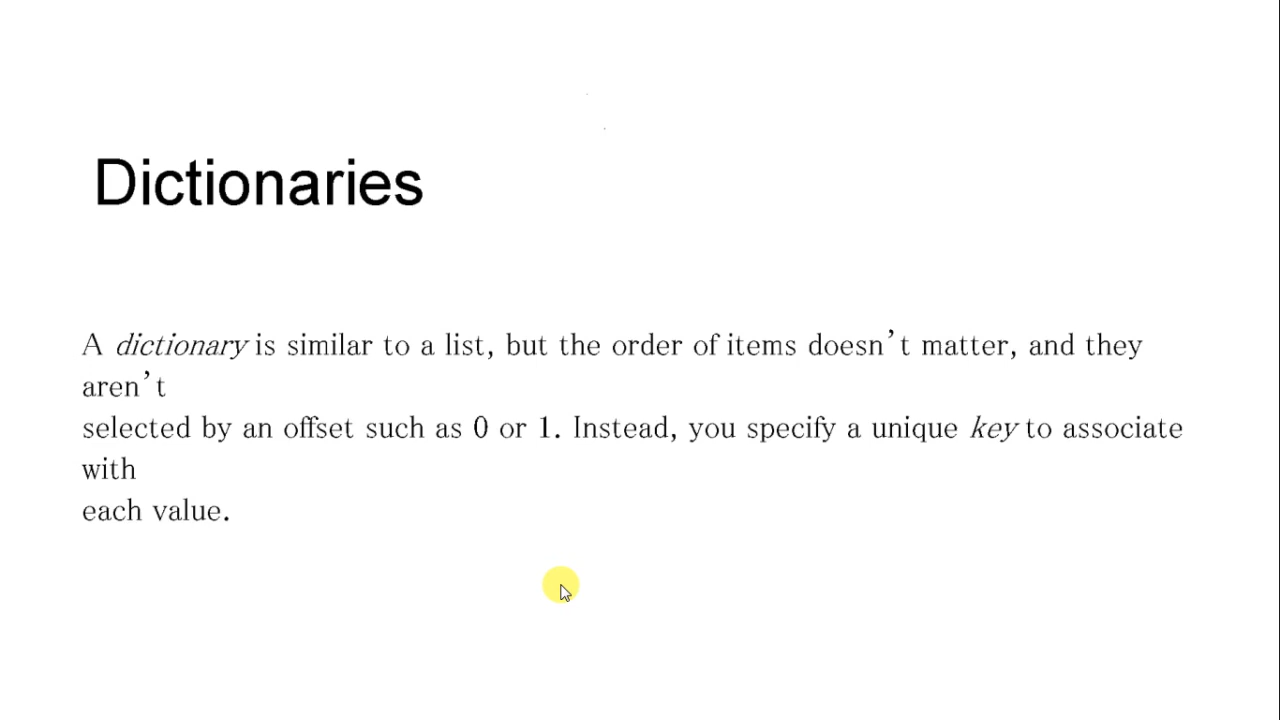 Dictionaries
A dictionary is similar to a list, but the order of items doesn’t matter, and they
aren’t
selected by an offset such as 0 or 1. Instead, you specify a unique key to associate
with
each value.